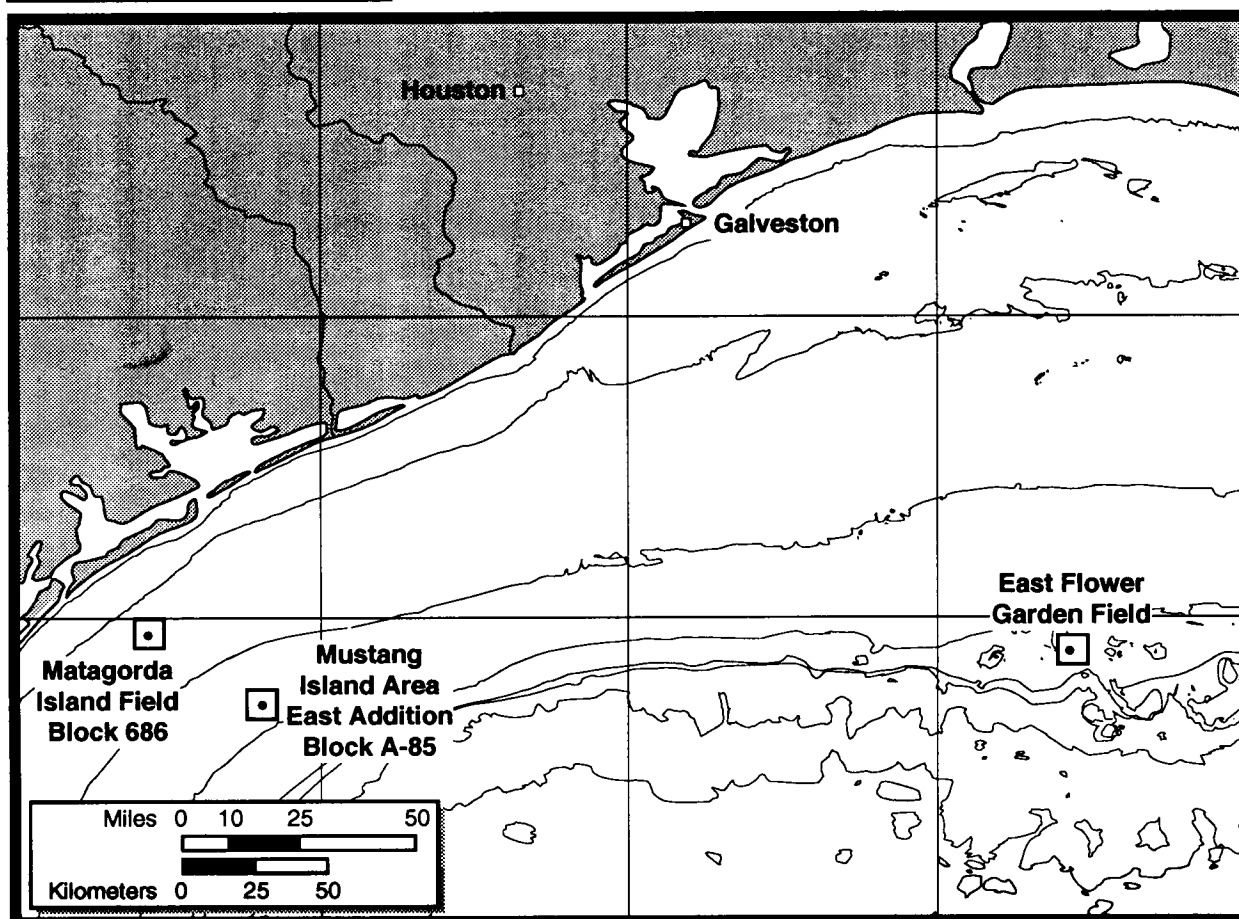 Houston
Galveston
East Flower
Garden Field
Matagorda
Island Field
Block 686
Mustang
Island Area
East Addition
Block A-85
Miles 0 10 25 50
Kilometers 0 25 50